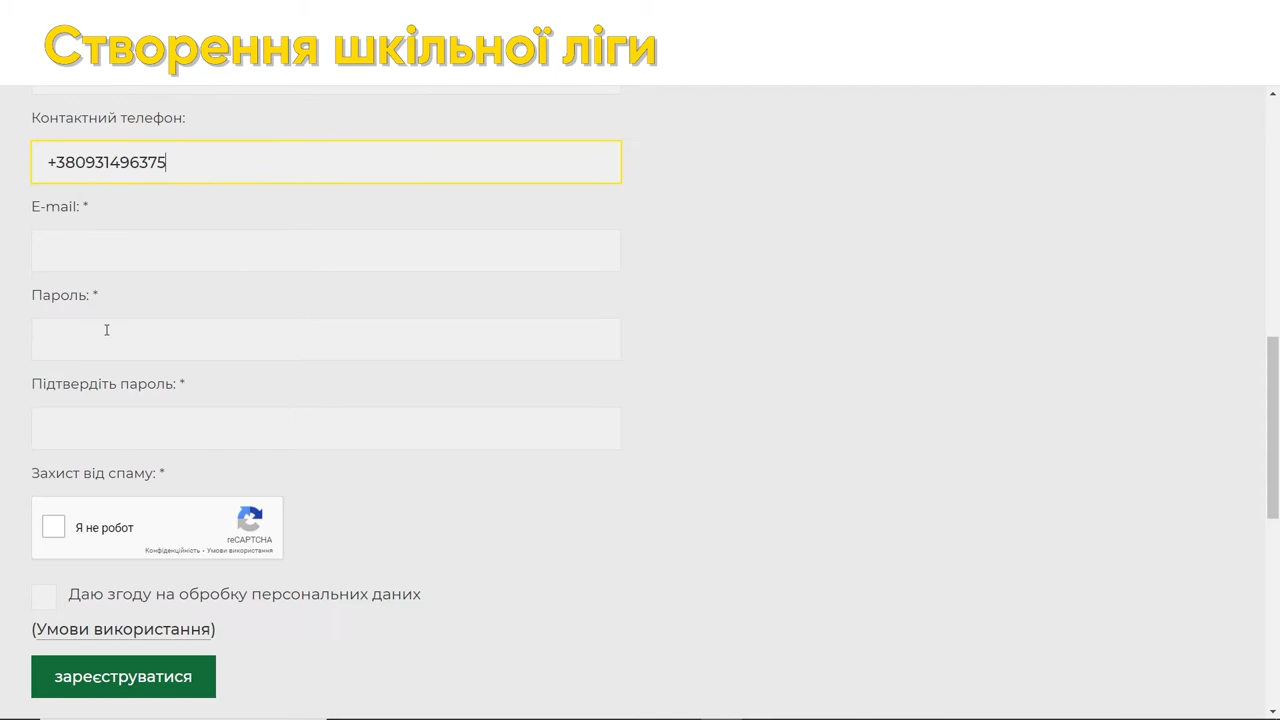 Створення шкільної ліги
Контактний телефон:
+380931496375
E-mail: *
Пароль: *
Підтвердіть пароль: *
Захист від спаму: *
Я не робот
reCAPTCHA
Конфіденційність - Умови використання
Даю згоду на обробку персональних даних
(Умови використання)
зареєструватися